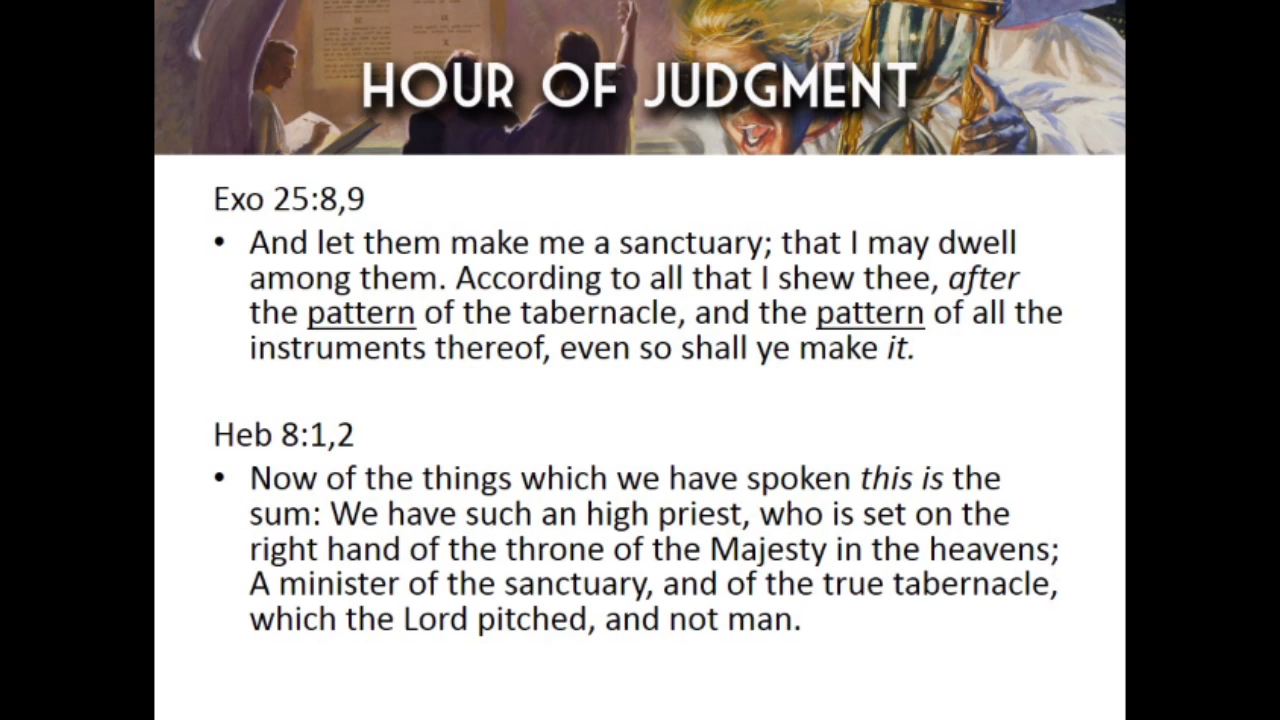 HOUR OF JUDGMENT
Exo 25:8,9
• And let them make me a sanctuary; that I may dwell
among them. According to all that I shew thee, after
the pattern of the tabernacle, and the pattern of all the
instruments thereof, even so shall ye make it.
Heb 8:1,2
• Now of the things which we have spoken this is the
sum: We have such an high priest, who is set on the
right hand of the throne of the Majesty in the heavens;
A minister of the sanctuary, and of the true tabernacle,
which the Lord pitched, and not man.